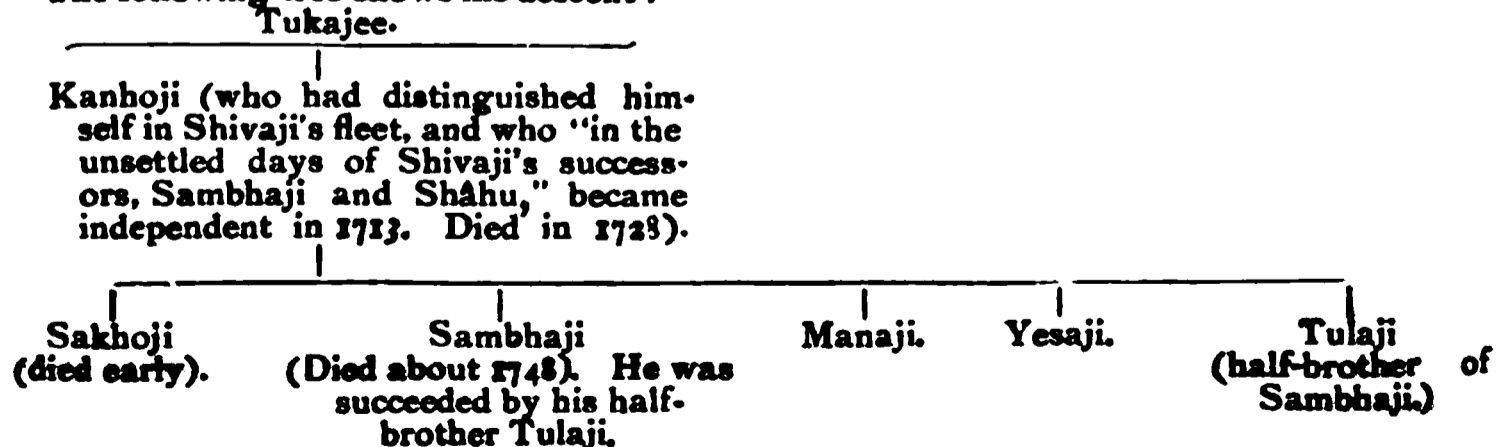 Tukajee.
Kanhoji (who had distinguished him-
self in Shivaji's fleet, and who "in the
unsettled days of Shivaji's success-
ors, Sambhaji and Shâhu," became
independent in 1713. Died in 1728).
Sakhoji
(died early).
Sambhaji
(Died about 1748). He was
succeeded by his half-
brother Tulaji.
Manaji.
Yesaji.
Tulaji
(half-brother of
Sambhaji.)